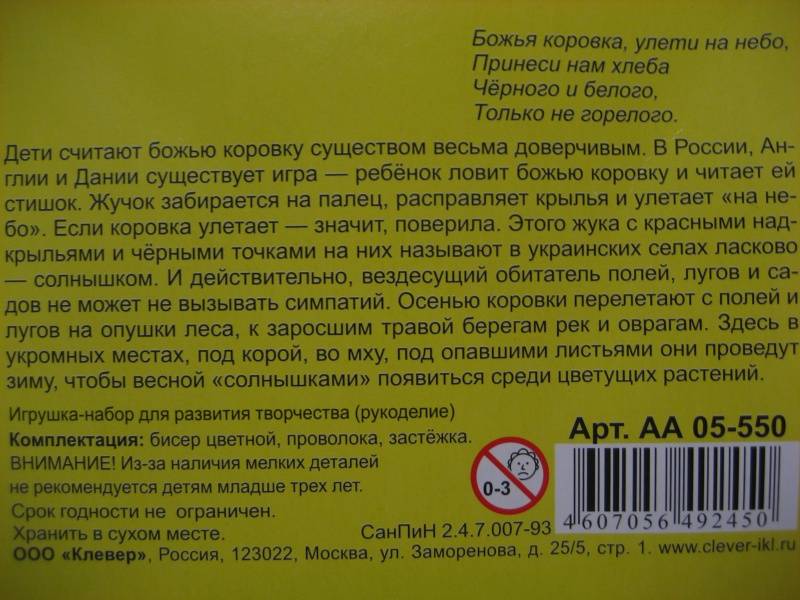 Божья коровка, улети на небо,
Принеси нам хлеба
Чёрного и белого,
Только не горелого.
Дети считают божью коровку существом весьма доверчивым. В России, Ан-
глии и Дании существует игра — ребёнок ловит божью коровку и читает ей
стишок. Жучок забирается на палец, расправляет крылья и улетает «на не-
бо». Если коровка улетает — значит, поверила. Этого жука с красными над-
крыльями и чёрными точками на них называют в украинских селах ласково
— солнышком. И действительно, вездесущий обитатель полей, лугов и са-
дов не может не вызывать симпатий. Осенью коровки перелетают с полей и
лугов на опушки леса, к заросшим травой берегам рек и оврагам. Здесь в
укромных местах, под корой, во мху, под опавшими листьями они проведут
зиму, чтобы весной «солнышками» появиться среди цветущих растений.
Игрушка-набор для развития творчества (рукоделие)
Комплектация: бисер цветной, проволока, застёжка.
ВНИМАНИЕ! Из-за наличия мелких деталей
не рекомендуется детям младше трех лет.
Срок годности не ограничен.
Хранить в сухом месте.
0-3
Арт. АА 05-550
4 607056 492450
СанПиН 2.4.7.007-93
ООО «Клевер», Россия, 123022, Москва, ул. Заморенова, д. 25/5, стр. 1. www.clever-ikl.ru